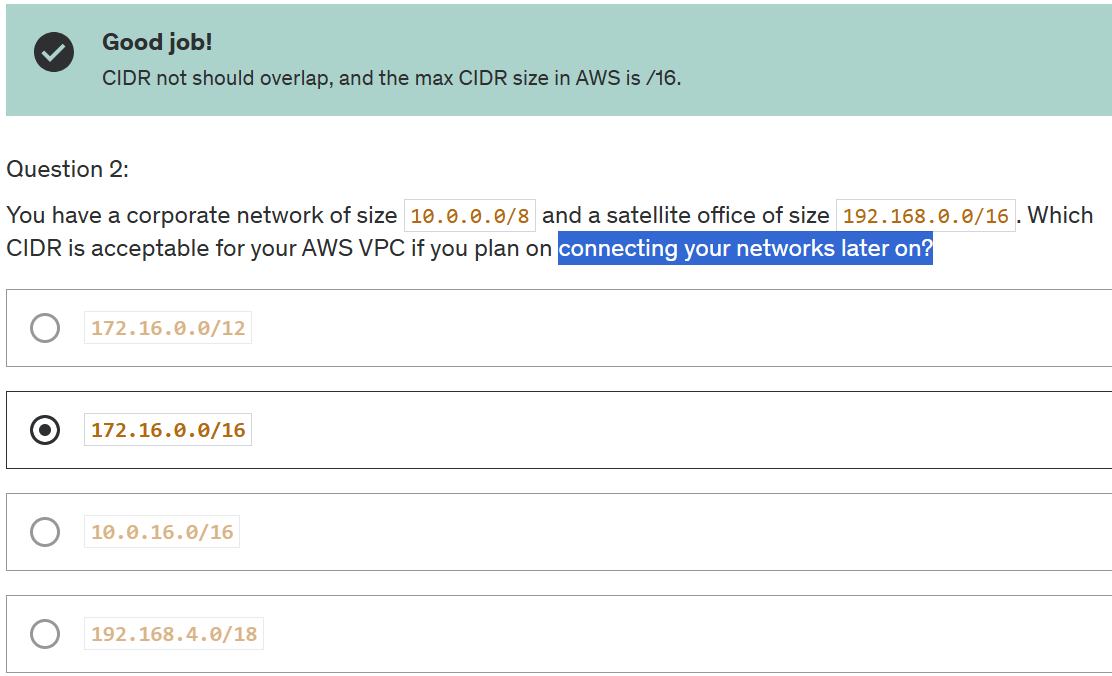 Good job!
CIDR not should overlap, and the max CIDR size in AWS is /16.
Question 2:
You have a corporate network of size 10.0.0.0/8 and a satellite office of size 192.168.0.0/16. Which
CIDR is acceptable for your AWS VPC if you plan on connecting your networks later on?
172.16.0.0/12
172.16.0.0/16
10.0.16.0/16
192.168.4.0/18